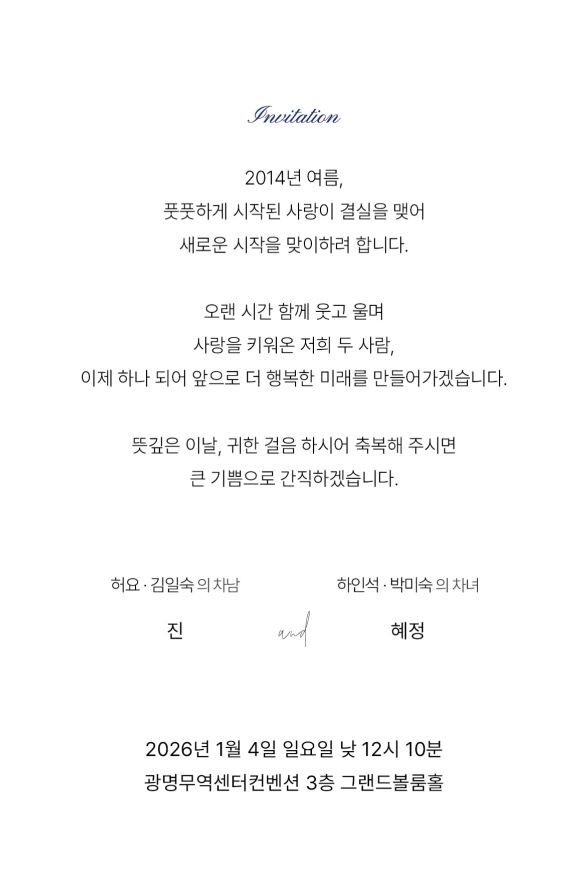 Invitation
2014년 여름,
풋풋하게 시작된 사랑이 결실을 맺어
새로운 시작을 맞이하려 합니다.
오랜 시간 함께 웃고 울며
사랑을 키워온 저희 두 사람,
이제 하나 되어 앞으로 더 행복한 미래를 만들어가겠습니다.
뜻깊은 이날, 귀한 걸음 하시어 축복해 주시면
큰 기쁨으로 간직하겠습니다.
허요 · 김일숙 의 차남 하인석 · 박미숙 의 차녀
진 and 혜정
2026년 1월 4일 일요일 낮 12시 10분
광명무역센터컨벤션 3층 그랜드볼룸홀